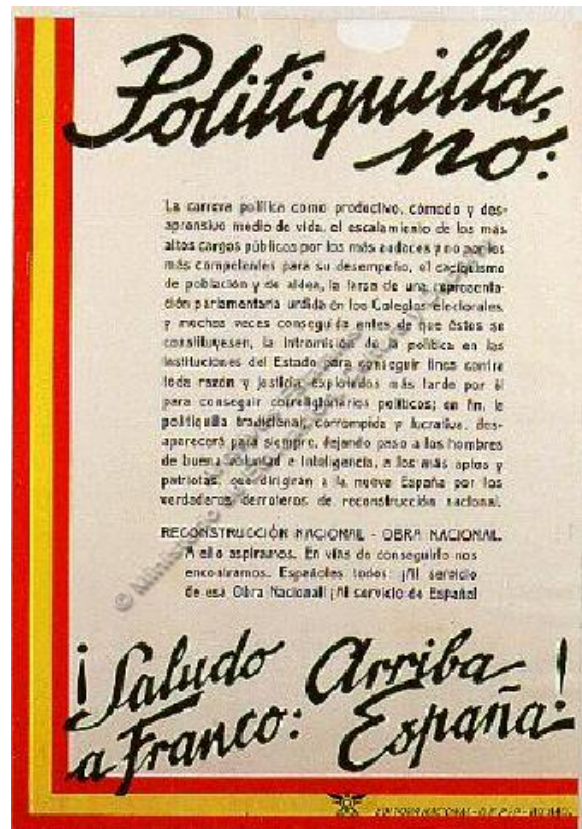 Politiquilla,
no:
La carrera política como productivo, cómodo y des-
aprensivo medio de vida, el escalamiento de los más
altos cargos públicos por los más audaces y no por los
más competentes para su desempeño, el caciquismo
de población y de aldea, la farsa de una representa-
ción parlamentaria urdida en los Colegios electorales
y muchas veces conseguida antes de que éstos se
constituyesen, la intromisión de la política en las
instituciones del Estado para conseguir fines contra
toda razón y justicia, explotados más tarde por él
para conseguir correligionarios políticos; en fin, la
politiquilla tradicional, corrompida y lucrativa, des-
aparecerá para siempre, dejando paso a los hombres
de buena voluntad e inteligencia, a los más aptos y
patriotas, que dirigirán a la nueva España por los
verdaderos derroteros de reconstrucción nacional.
RECONSTRUCCIÓN NACIONAL - OBRA NACIONAL.
A ello aspiramos. En vías de conseguirlo nos
encontramos. Españoles todos: ¡Al servicio
de esa Obra Nacional! ¡Al servicio de España!
¡Saludo Arriba
a Franco: España!
© Ministerio de